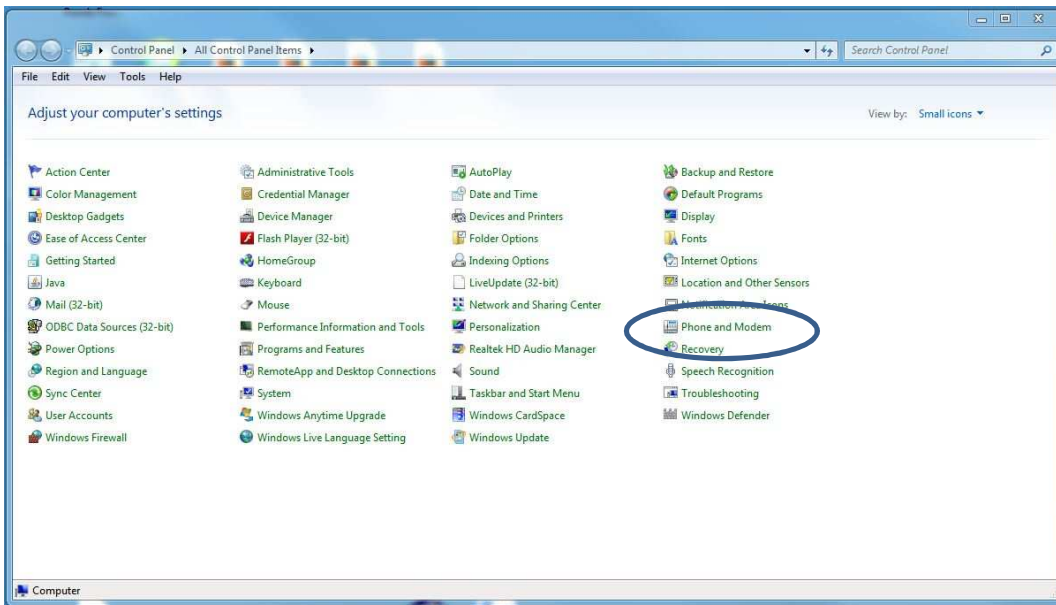 Control Panel All Control Panel Items Search Control Panel
File Edit View Tools Help
Adjust your computer's settings View by: Small icons
Action Center Administrative Tools AutoPlay Backup and Restore
Color Management Credential Manager Date and Time Default Programs
Desktop Gadgets Device Manager Devices and Printers Display
Ease of Access Center Flash Player (32-bit) Folder Options Fonts
Getting Started HomeGroup Indexing Options Internet Options
Java Keyboard LiveUpdate (32-bit) Location and Other Sensors
Mail (32-bit) Mouse Network and Sharing Center Notification Area Icons
ODBC Data Sources (32-bit) Performance Information and Tools Personalization Phone and Modem
Power Options Programs and Features Realtek HD Audio Manager Recovery
Region and Language RemoteApp and Desktop Connections Sound Speech Recognition
Sync Center System Taskbar and Start Menu Troubleshooting
User Accounts Windows Anytime Upgrade Windows CardSpace Windows Defender
Windows Firewall Windows Live Language Setting Windows Update
Computer